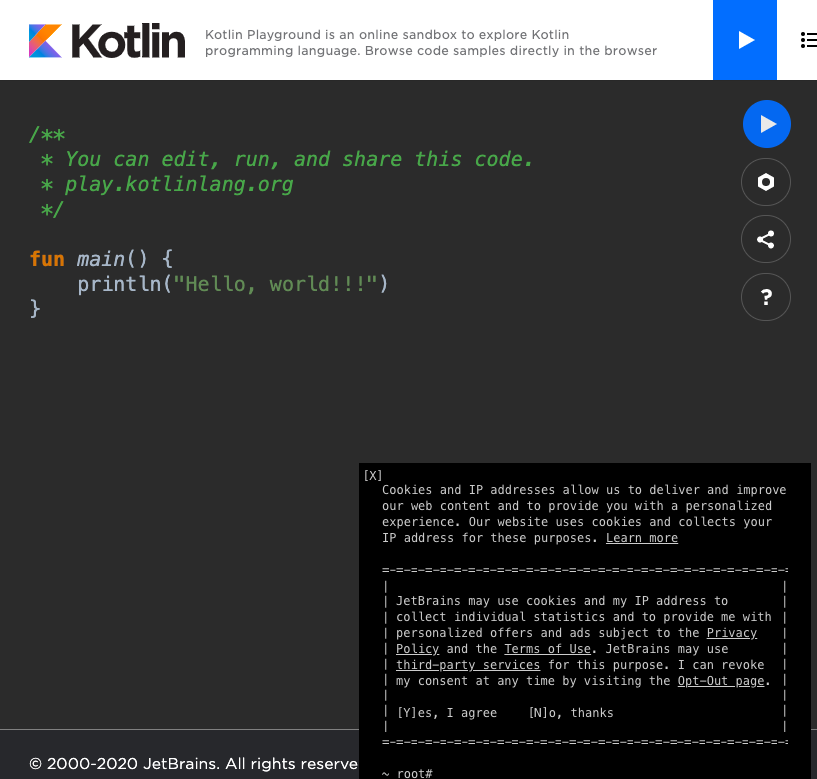 Kotlin
Kotlin Playground is an online sandbox to explore Kotlin
programming language. Browse code samples directly in the browser
/**
 * You can edit, run, and share this code.
 * play.kotlinlang.org
 */
fun main() {
    println("Hello, world!!!")
}
?
[X]
Cookies and IP addresses allow us to deliver and improve
our web content and to provide you with a personalized
experience. Our website uses cookies and collects your
IP address for these purposes. Learn more
=-=-=-=-=-=-=-=-=-=-=-=-=-=-=-=-=-=-=-=-=-=-=-=-=-=-=-=-=
| |
| JetBrains may use cookies and my IP address to |
| collect individual statistics and to provide me with |
| personalized offers and ads subject to the Privacy |
| Policy and the Terms of Use. JetBrains may use |
| third-party services for this purpose. I can revoke |
| my consent at any time by visiting the Opt-Out page. |
| |
| [Y]es, I agree [N]o, thanks |
| |
=-=-=-=-=-=-=-=-=-=-=-=-=-=-=-=-=-=-=-=-=-=-=-=-=-=-=-=-=
~ root#
© 2000-2020 JetBrains. All rights reserve